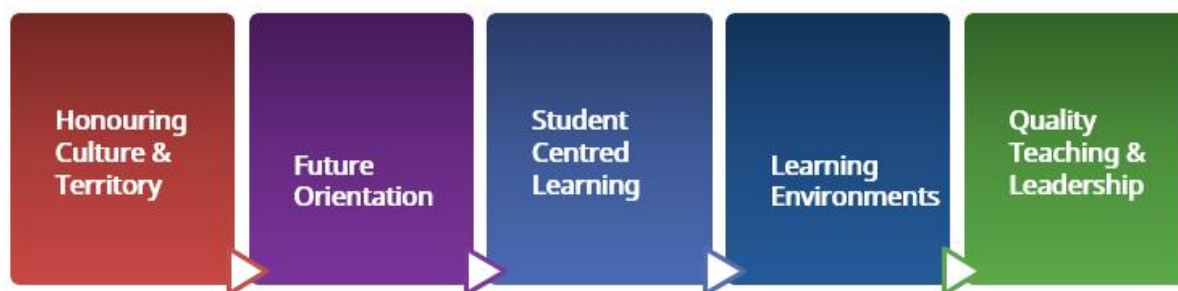 Honouring
Culture &
Territory
Future
Orientation
Student
Centred
Learning
Learning
Environments
Quality
Teaching &
Leadership